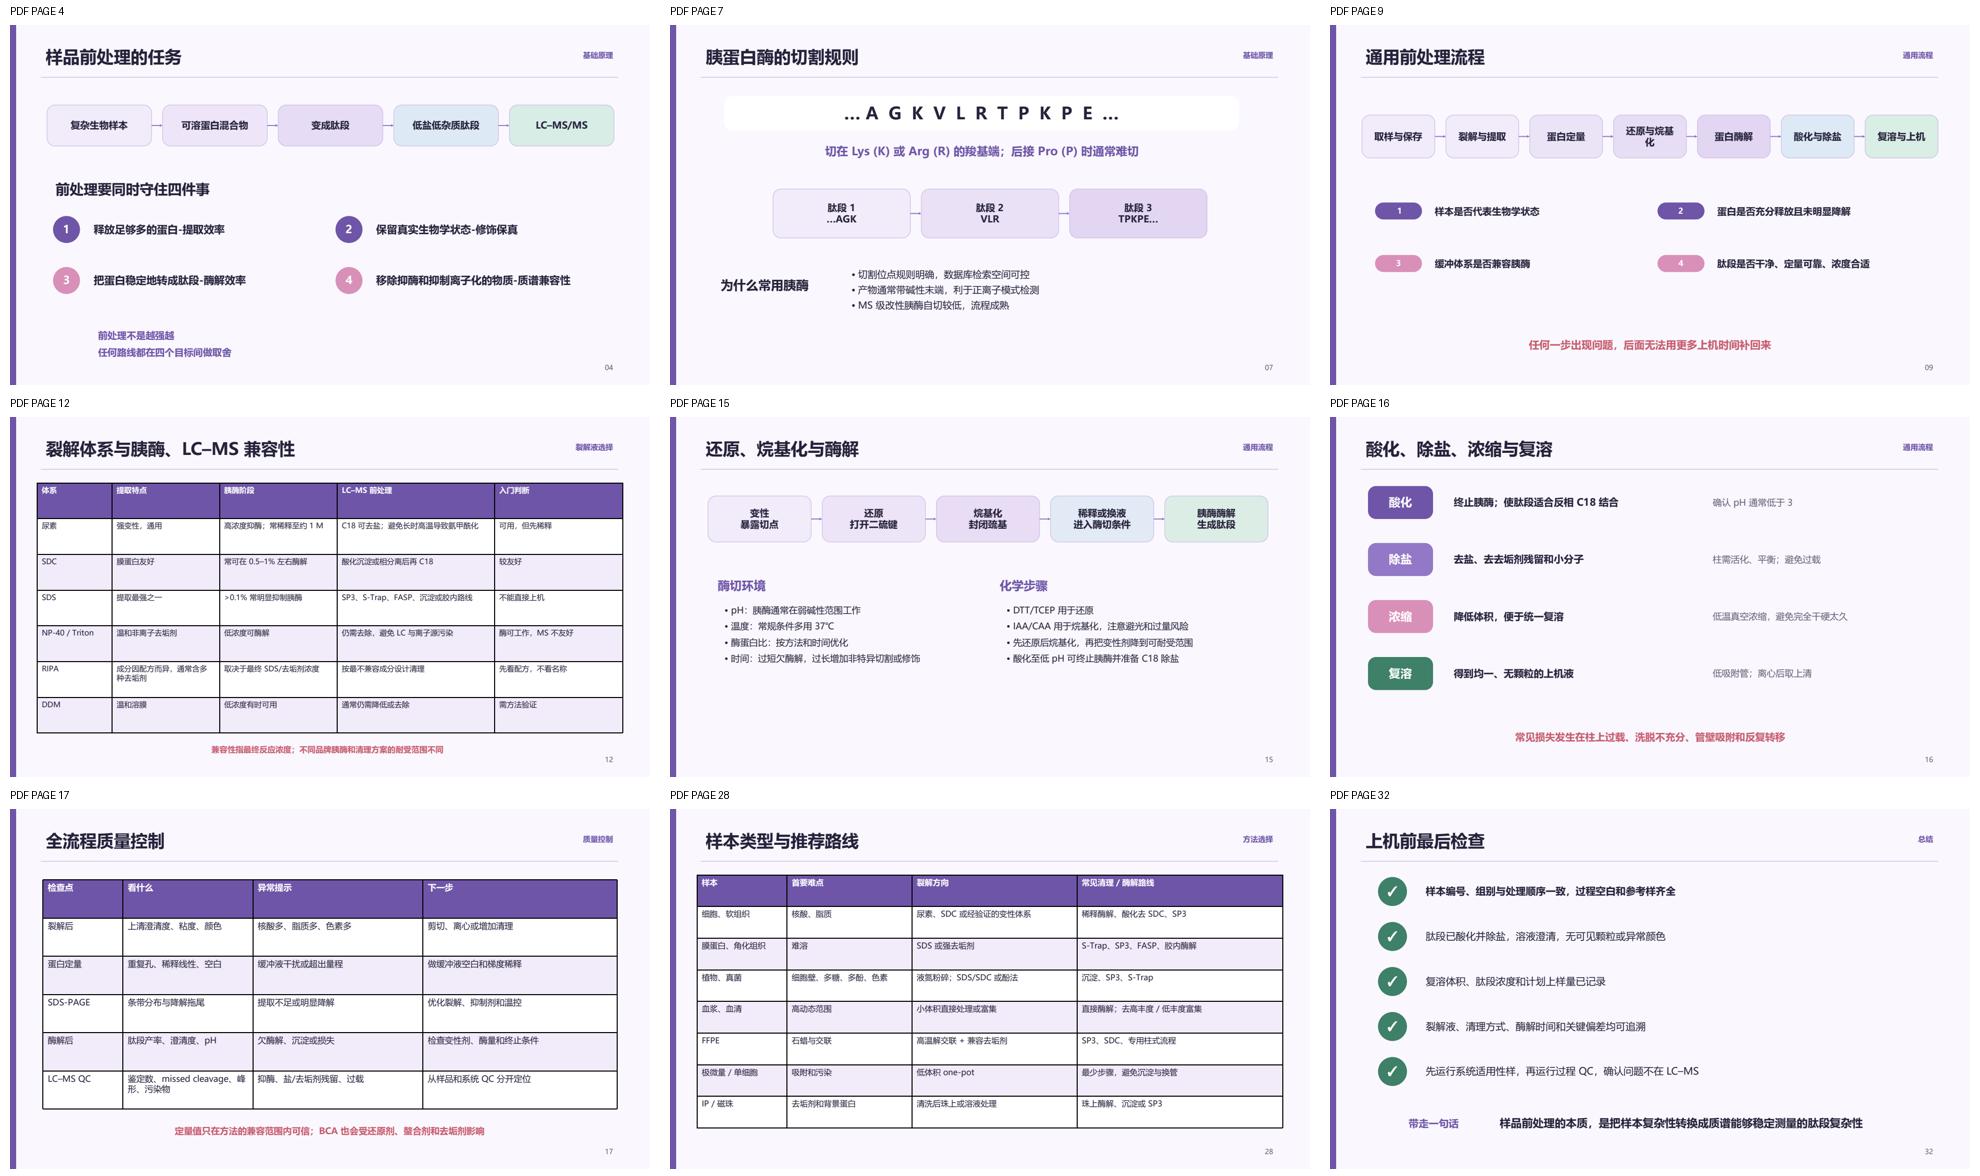 PDF PAGE 4
样品前处理的任务
基础原理
复杂生物样本
可溶蛋白混合物
变成肽段
低盐低杂质肽段
LC–MS/MS
前处理要同时守住四件事
1 释放足够多的蛋白-提取效率
2 保留真实生物学状态-修饰保真
3 把蛋白稳定地转成肽段-酶解效率
4 移除抑酶和抑制离子化的物质-质谱兼容性
前处理不是越强越
任何路线都在四个目标间做取舍
04
PDF PAGE 7
胰蛋白酶的切割规则
基础原理
…A G K V L R T P K P E…
切在 Lys (K) 或 Arg (R) 的羧基端；后接 Pro (P) 时通常难切
肽段 1
…AGK
肽段 2
VLR
肽段 3
TPKPE…
为什么常用胰酶
• 切割位点规则明确，数据库检索空间可控
• 产物通常带碱性末端，利于正离子模式检测
• MS 级改性胰酶自切较低，流程成熟
07
PDF PAGE 9
通用前处理流程
通用流程
取样与保存
裂解与提取
蛋白定量
还原与烷基
化
蛋白酶解
酸化与除盐
复溶与上机
1 样本是否代表生物学状态
2 蛋白是否充分释放且未明显降解
3 缓冲体系是否兼容胰酶
4 肽段是否干净、定量可靠、浓度合适
任何一步出现问题，后面无法用更多上机时间补回来
09
PDF PAGE 12
裂解体系与胰酶、LC–MS 兼容性
裂解液选择
体系 提取特点 胰酶阶段 LC–MS 前处理 入门判断
尿素 强变性，通用 高浓度抑酶；常稀释至约 1 M C18 可去盐；避免长时高温导致氨甲酰化 可用，但先稀释
SDC 膜蛋白友好 常可在 0.5–1% 左右酶解 酸化沉淀或相分离后再 C18 较友好
SDS 提取最强之一 >0.1% 常明显抑制胰酶 SP3、S-Trap、FASP、沉淀或胶内路线 不能直接上机
NP-40 / Triton 温和非离子去垢剂 低浓度可酶解 仍需去除，避免 LC 与离子源污染 酶可工作，MS 不友好
RIPA 成分因配方而异，通常含多 取决于最终 SDS/去垢剂浓度 按最不兼容成分设计清理 先看配方，不看名称
种去垢剂
DDM 温和溶膜 低浓度有时可用 通常仍需降低或去除 需方法验证
兼容性指最终反应浓度；不同品牌胰酶和清理方案的耐受范围不同
12
PDF PAGE 15
还原、烷基化与酶解
通用流程
变性
暴露切点
还原
打开二硫键
烷基化
封闭巯基
稀释或换液
进入酶切条件
胰酶酶解
生成肽段
酶切环境
• pH：胰酶通常在弱碱性范围工作
• 温度：常规条件多用 37℃
• 酶蛋白比：按方法和时间优化
• 时间：过短欠酶解，过长增加非特异切割或修饰
化学步骤
• DTT/TCEP 用于还原
• IAA/CAA 用于烷基化，注意避光和过量风险
• 先还原后烷基化，再把变性剂降到可耐受范围
• 酸化至低 pH 可终止胰酶并准备 C18 除盐
15
PDF PAGE 16
酸化、除盐、浓缩与复溶
通用流程
酸化 终止胰酶；使肽段适合反相 C18 结合 确认 pH 通常低于 3
除盐 去盐、去去垢剂残留和小分子 柱需活化、平衡；避免过载
浓缩 降低体积，便于统一复溶 低温真空浓缩，避免完全干硬太久
复溶 得到均一、无颗粒的上机液 低吸附管；离心后取上清
常见损失发生在柱上过载、洗脱不充分、管壁吸附和反复转移
16
PDF PAGE 17
全流程质量控制
质量控制
检查点 看什么 异常提示 下一步
裂解后 上清澄清度、粘度、颜色 核酸多、脂质多、色素多 剪切、离心或增加清理
蛋白定量 重复孔、稀释线性、空白 缓冲液干扰或超出量程 做缓冲液空白和梯度稀释
SDS-PAGE 条带分布与降解拖尾 提取不足或明显降解 优化裂解、抑制剂和温控
酶解后 肽段产率、澄清度、pH 欠酶解、沉淀或损失 检查变性剂、酶量和终止条件
LC–MS QC 鉴定数、missed cleavage、峰 抑酶、盐/去垢剂残留、过载 从样品和系统 QC 分开定位
形、污染物
定量值只在方法的兼容范围内可信；BCA 也会受还原剂、螯合剂和去垢剂影响
17
PDF PAGE 28
样本类型与推荐路线
方法选择
样本 首要难点 裂解方向 常见清理 / 酶解路线
细胞、软组织 核酸、脂质 尿素、SDC 或经验证的变性体系 稀释酶解、酸化去 SDC、SP3
膜蛋白、角化组织 难溶 SDS 或强去垢剂 S-Trap、SP3、FASP、胶内酶解
植物、真菌 细胞壁、多糖、多酚、色素 液氮粉碎；SDS/SDC 或酚法 沉淀、SP3、S-Trap
血浆、血清 高动态范围 小体积直接处理或富集 直接酶解；去高丰度 / 低丰度富集
FFPE 石蜡与交联 高温解交联 + 兼容去垢剂 SP3、SDC、专用柱式流程
极微量 / 单细胞 吸附和污染 低体积 one-pot 最少步骤，避免沉淀与换管
IP / 磁珠 去垢剂和背景蛋白 清洗后珠上或溶液处理 珠上酶解、沉淀或 SP3
28
PDF PAGE 32
上机前最后检查
总结
✓ 样本编号、组别与处理顺序一致，过程空白和参考样齐全
✓ 肽段已酸化并除盐，溶液澄清，无可见颗粒或异常颜色
✓ 复溶体积、肽段浓度和计划上样量已记录
✓ 裂解液、清理方式、酶解时间和关键偏差均可追溯
✓ 先运行系统适用性样，再运行过程 QC，确认问题不在 LC–MS
带走一句话 样品前处理的本质，是把样本复杂性转换成质谱能够稳定测量的肽段复杂性
32